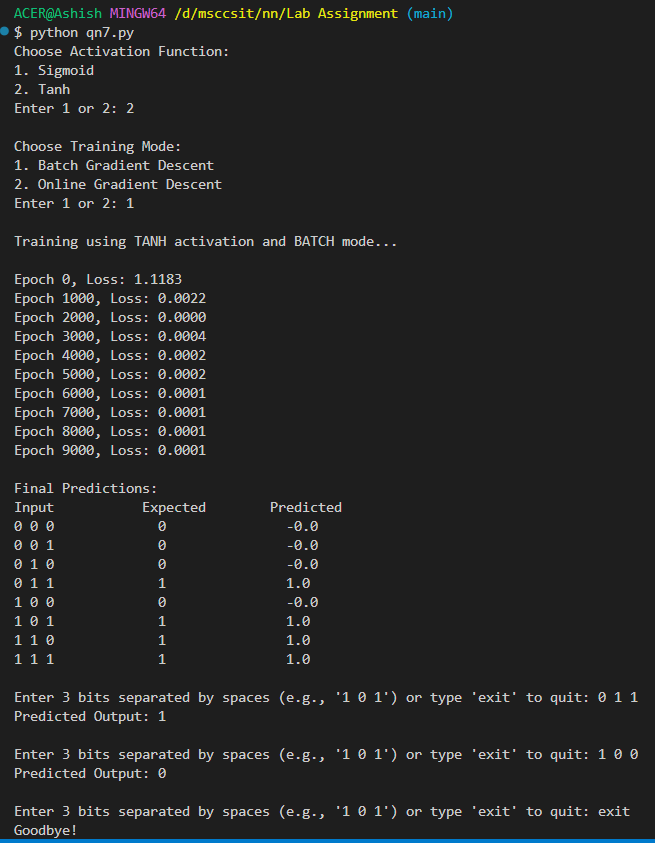 ACER@Ashish MINGW64 /d/msccsit/nn/Lab Assignment (main)
$ python qn7.py
Choose Activation Function:
1. Sigmoid
2. Tanh
Enter 1 or 2: 2
Choose Training Mode:
1. Batch Gradient Descent
2. Online Gradient Descent
Enter 1 or 2: 1
Training using TANH activation and BATCH mode...
Epoch 0, Loss: 1.1183
Epoch 1000, Loss: 0.0022
Epoch 2000, Loss: 0.0000
Epoch 3000, Loss: 0.0004
Epoch 4000, Loss: 0.0002
Epoch 5000, Loss: 0.0002
Epoch 6000, Loss: 0.0001
Epoch 7000, Loss: 0.0001
Epoch 8000, Loss: 0.0001
Epoch 9000, Loss: 0.0001
Final Predictions:
Input Expected Predicted
0 0 0 0 -0.0
0 0 1 0 -0.0
0 1 0 0 -0.0
0 1 1 1 1.0
1 0 0 0 -0.0
1 0 1 1 1.0
1 1 0 1 1.0
1 1 1 1 1.0
Enter 3 bits separated by spaces (e.g., '1 0 1') or type 'exit' to quit: 0 1 1
Predicted Output: 1
Enter 3 bits separated by spaces (e.g., '1 0 1') or type 'exit' to quit: 1 0 0
Predicted Output: 0
Enter 3 bits separated by spaces (e.g., '1 0 1') or type 'exit' to quit: exit
Goodbye!